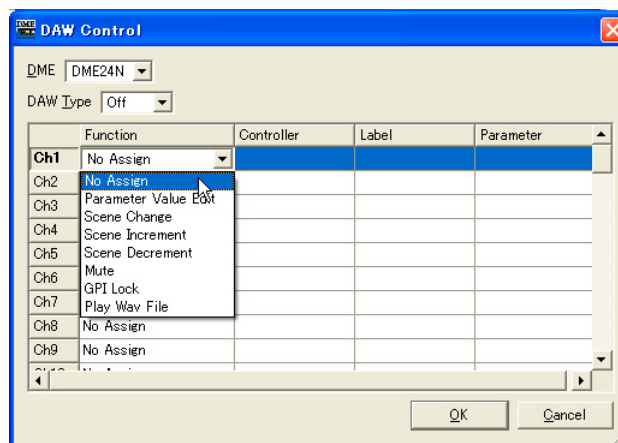 DME DAW Control
DME DME24N
DAW Type Off
Function Controller Label Parameter
Ch1 No Assign
Ch2 No Assign
Ch3 Parameter Value Edit
Scene Change
Ch4 Scene Increment
Ch5 Scene Decrement
Ch6 Mute
GPI Lock
Ch7 Play Wav File
Ch8 No Assign
Ch9 No Assign
OK Cancel